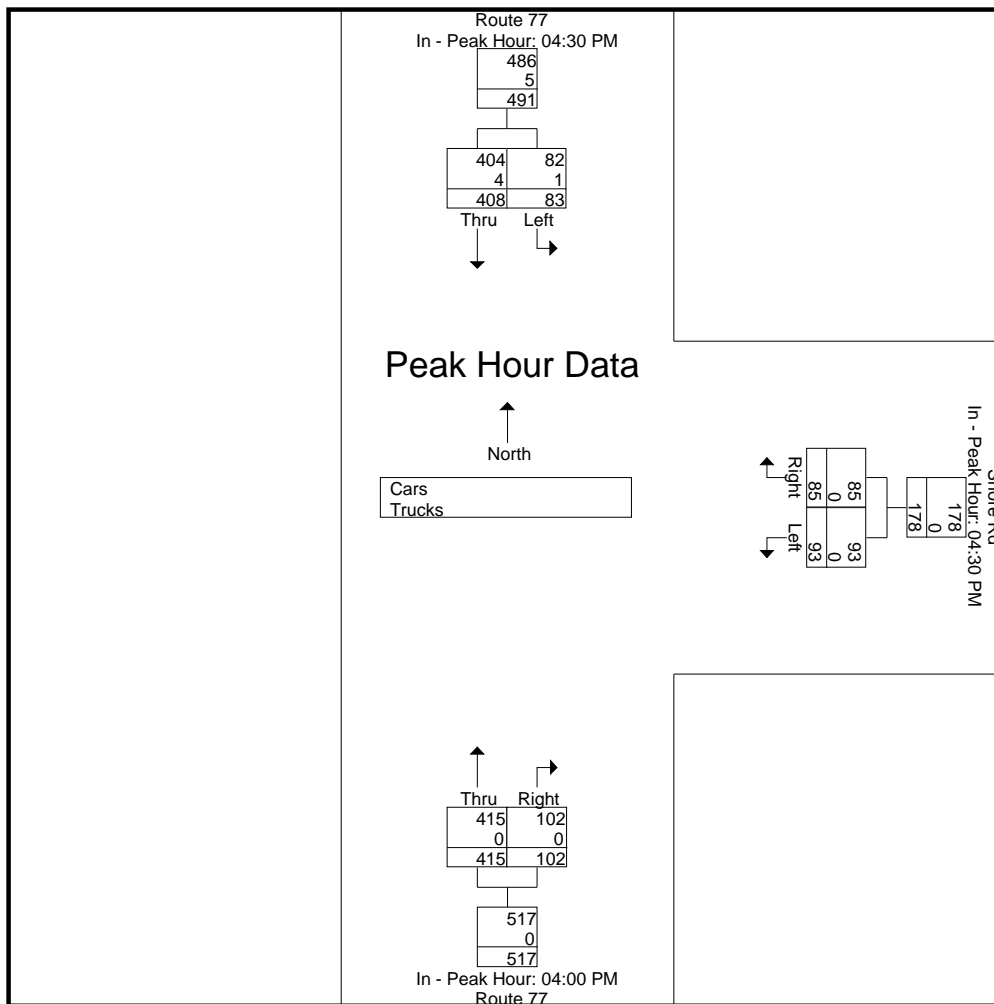 Route 77
In - Peak Hour: 04:30 PM
486
5
491
404 82
4 1
408 83
Thru Left
Peak Hour Data
North
Cars
Trucks
Right
85
0
85
Left
93
0
93
178
0
178
In - Peak Hour: 04:30 PM
Shore Rd
Thru Right
415 102
0 0
415 102
517
0
517
In - Peak Hour: 04:00 PM
Route 77